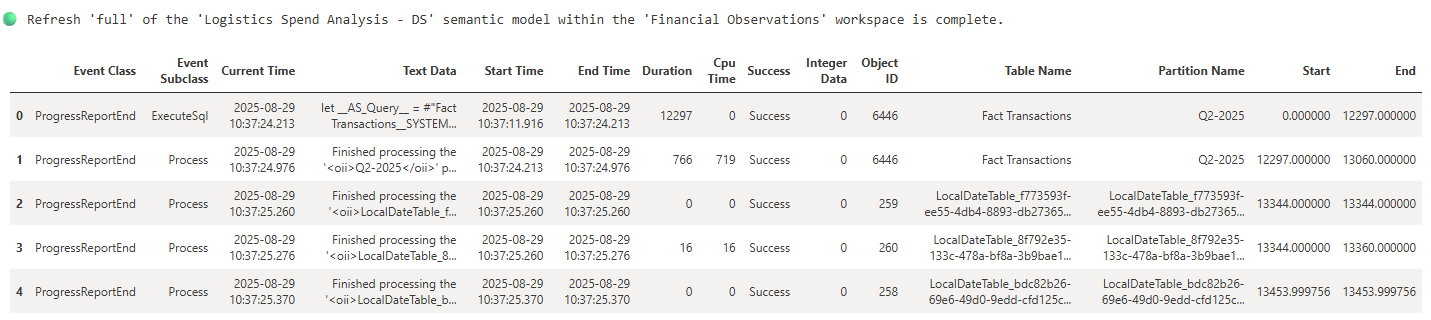 Refresh 'full' of the 'Logistics Spend Analysis - DS' semantic model within the 'Financial Observations' workspace is complete.
Event Class Event Subclass Current Time Text Data Start Time End Time Duration Cpu Time Success Integer Data Object ID Table Name Partition Name Start End
0 ProgressReportEnd ExecuteSql 2025-08-29 10:37:24.213 let __AS_Query__ = #"Fact Transactions__SYSTEM... 2025-08-29 10:37:11.916 2025-08-29 10:37:24.213 12297 0 Success 0 6446 Fact Transactions Q2-2025 0.000000 12297.000000
1 ProgressReportEnd Process 2025-08-29 10:37:24.976 Finished processing the '<oii>Q2-2025</oii>' p... 2025-08-29 10:37:24.213 2025-08-29 10:37:24.976 766 719 Success 0 6446 Fact Transactions Q2-2025 12297.000000 13060.000000
2 ProgressReportEnd Process 2025-08-29 10:37:25.260 Finished processing the '<oii>LocalDateTable_f... 2025-08-29 10:37:25.260 2025-08-29 10:37:25.260 0 0 Success 0 259 LocalDateTable_f773593f-ee55-4db4-8893-db27365... LocalDateTable_f773593f-ee55-4db4-8893-db27365... 13344.000000 13344.000000
3 ProgressReportEnd Process 2025-08-29 10:37:25.276 Finished processing the '<oii>LocalDateTable_8... 2025-08-29 10:37:25.260 2025-08-29 10:37:25.276 16 16 Success 0 260 LocalDateTable_8f792e35-133c-478a-bf8a-3b9bae1... LocalDateTable_8f792e35-133c-478a-bf8a-3b9bae1... 13344.000000 13360.000000
4 ProgressReportEnd Process 2025-08-29 10:37:25.370 Finished processing the '<oii>LocalDateTable_b... 2025-08-29 10:37:25.370 2025-08-29 10:37:25.370 0 0 Success 0 258 LocalDateTable_bdc82b26-69e6-49d0-9edd-cfd125c... LocalDateTable_bdc82b26-69e6-49d0-9edd-cfd125c... 13453.999756 13453.999756